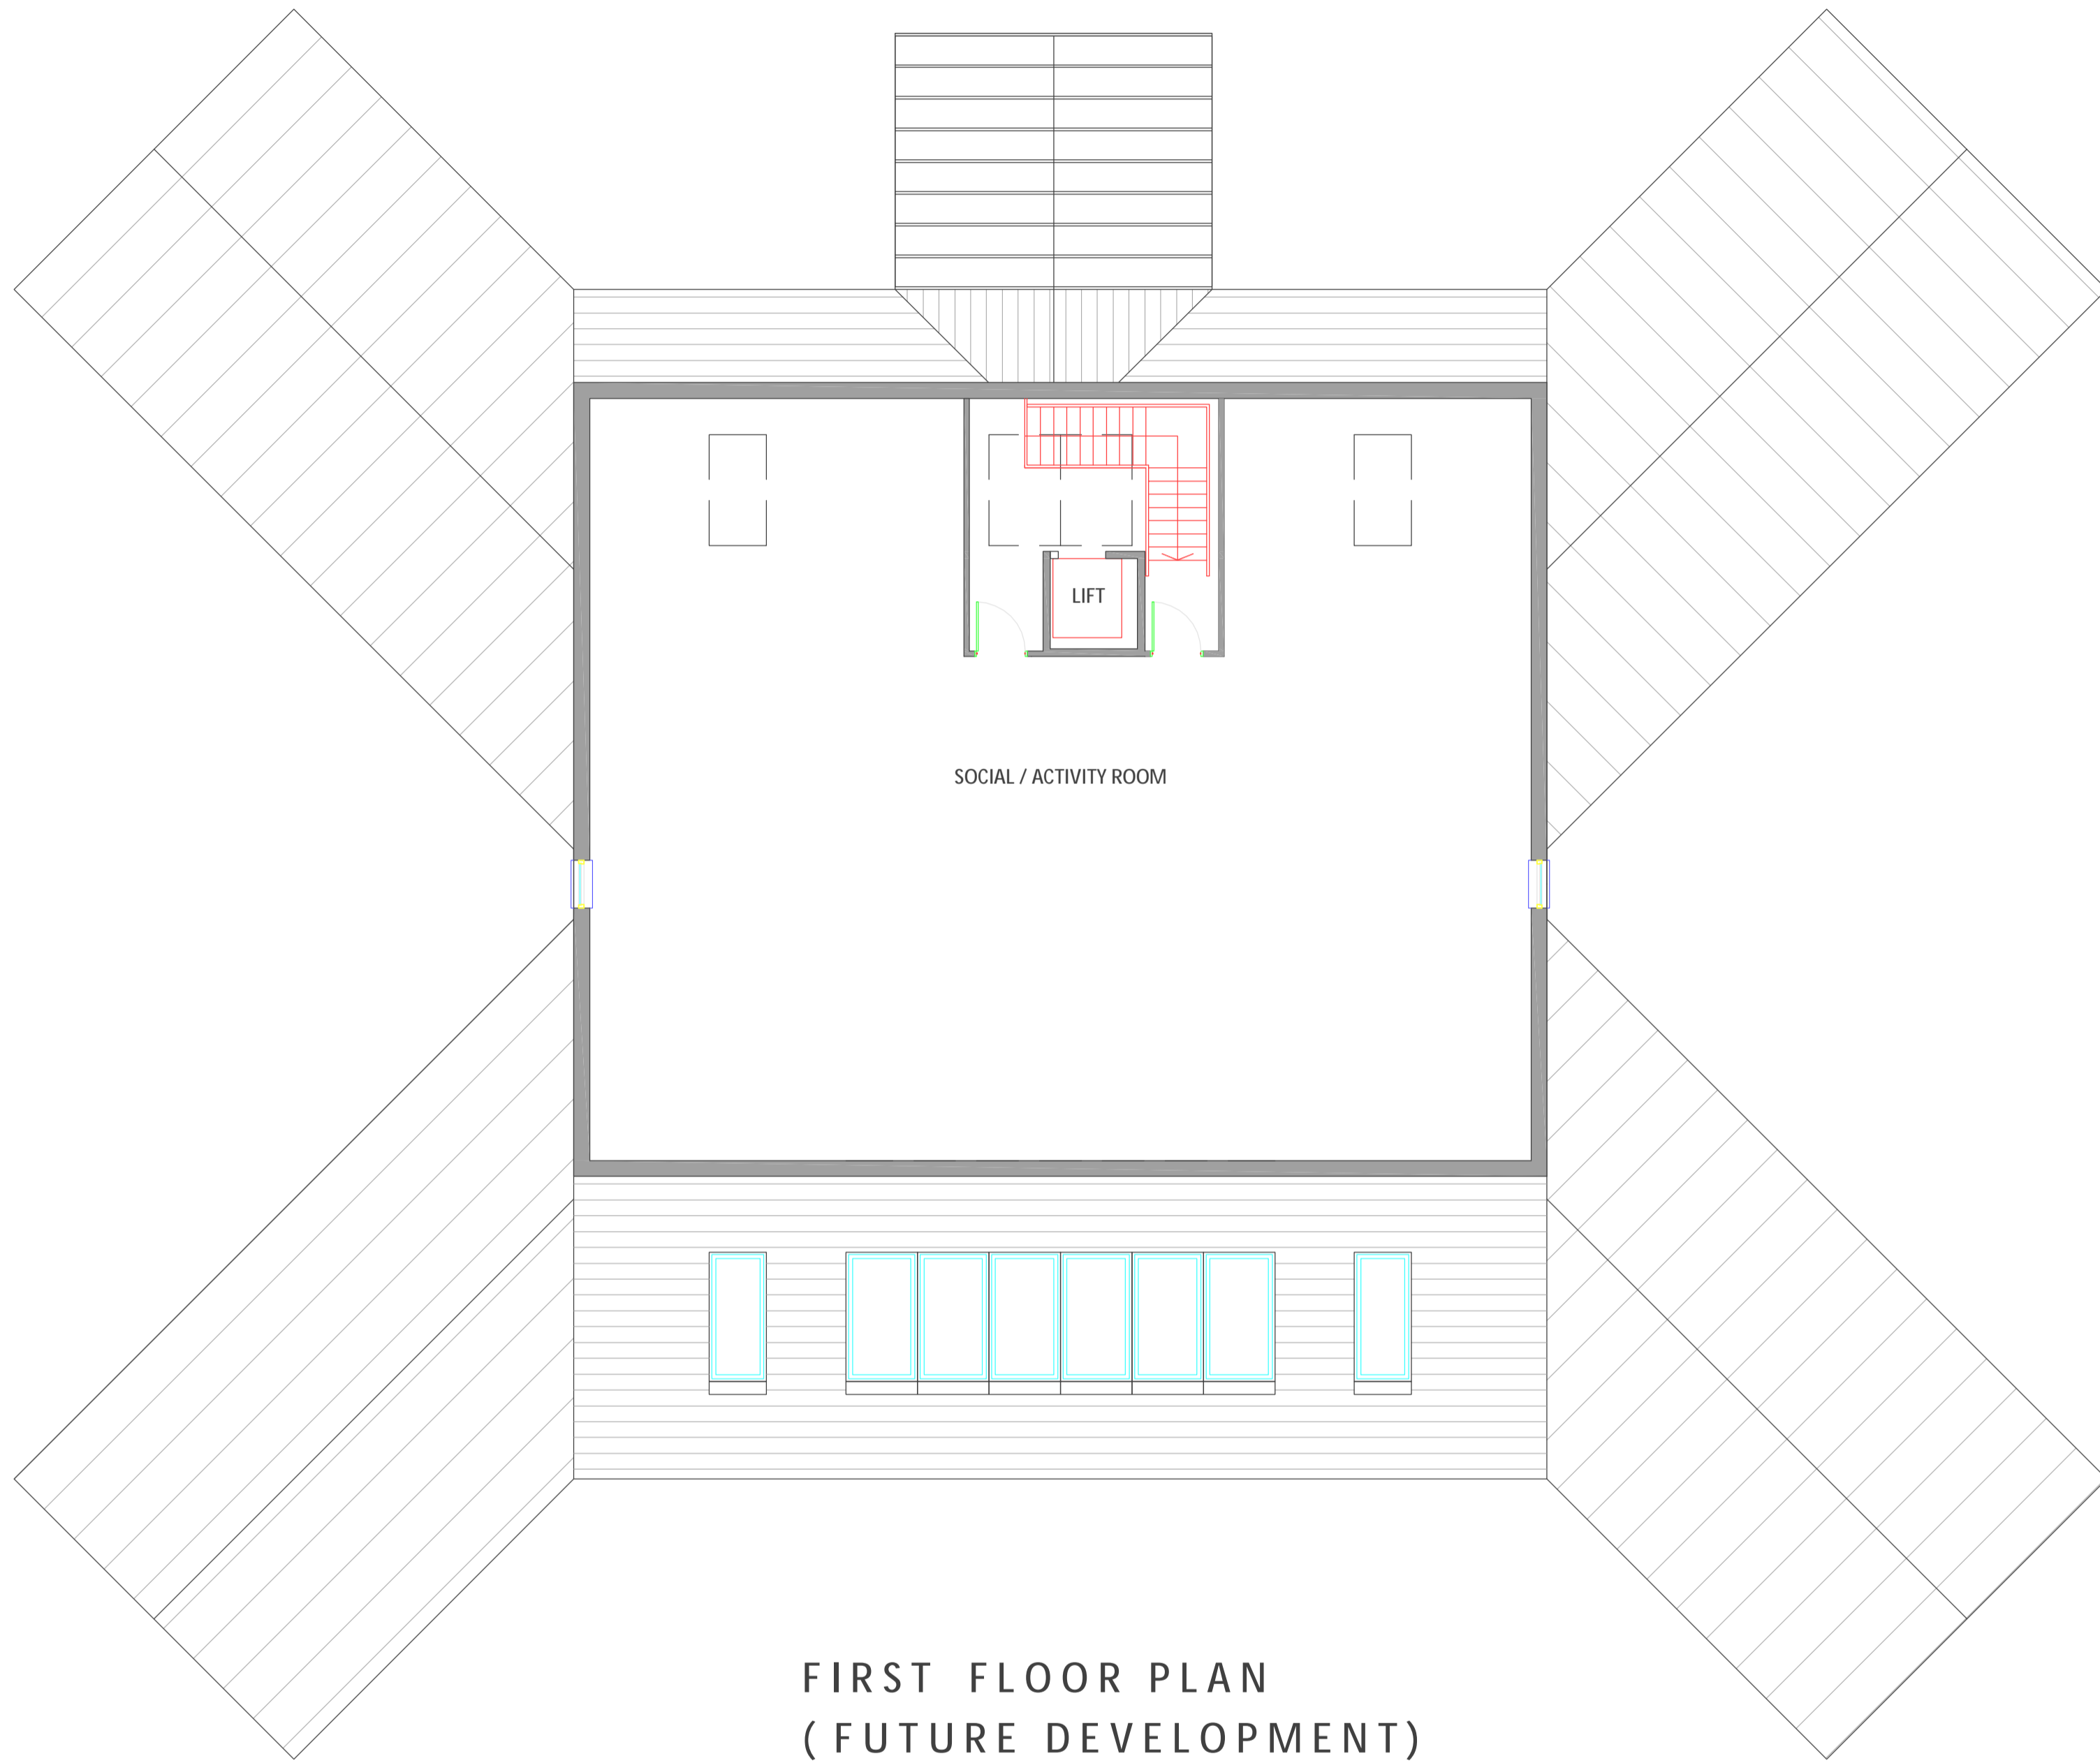 LIFT
SOCIAL / ACTIVITY ROOM
FIRST FLOOR PLAN
(FUTURE DEVELOPMENT)